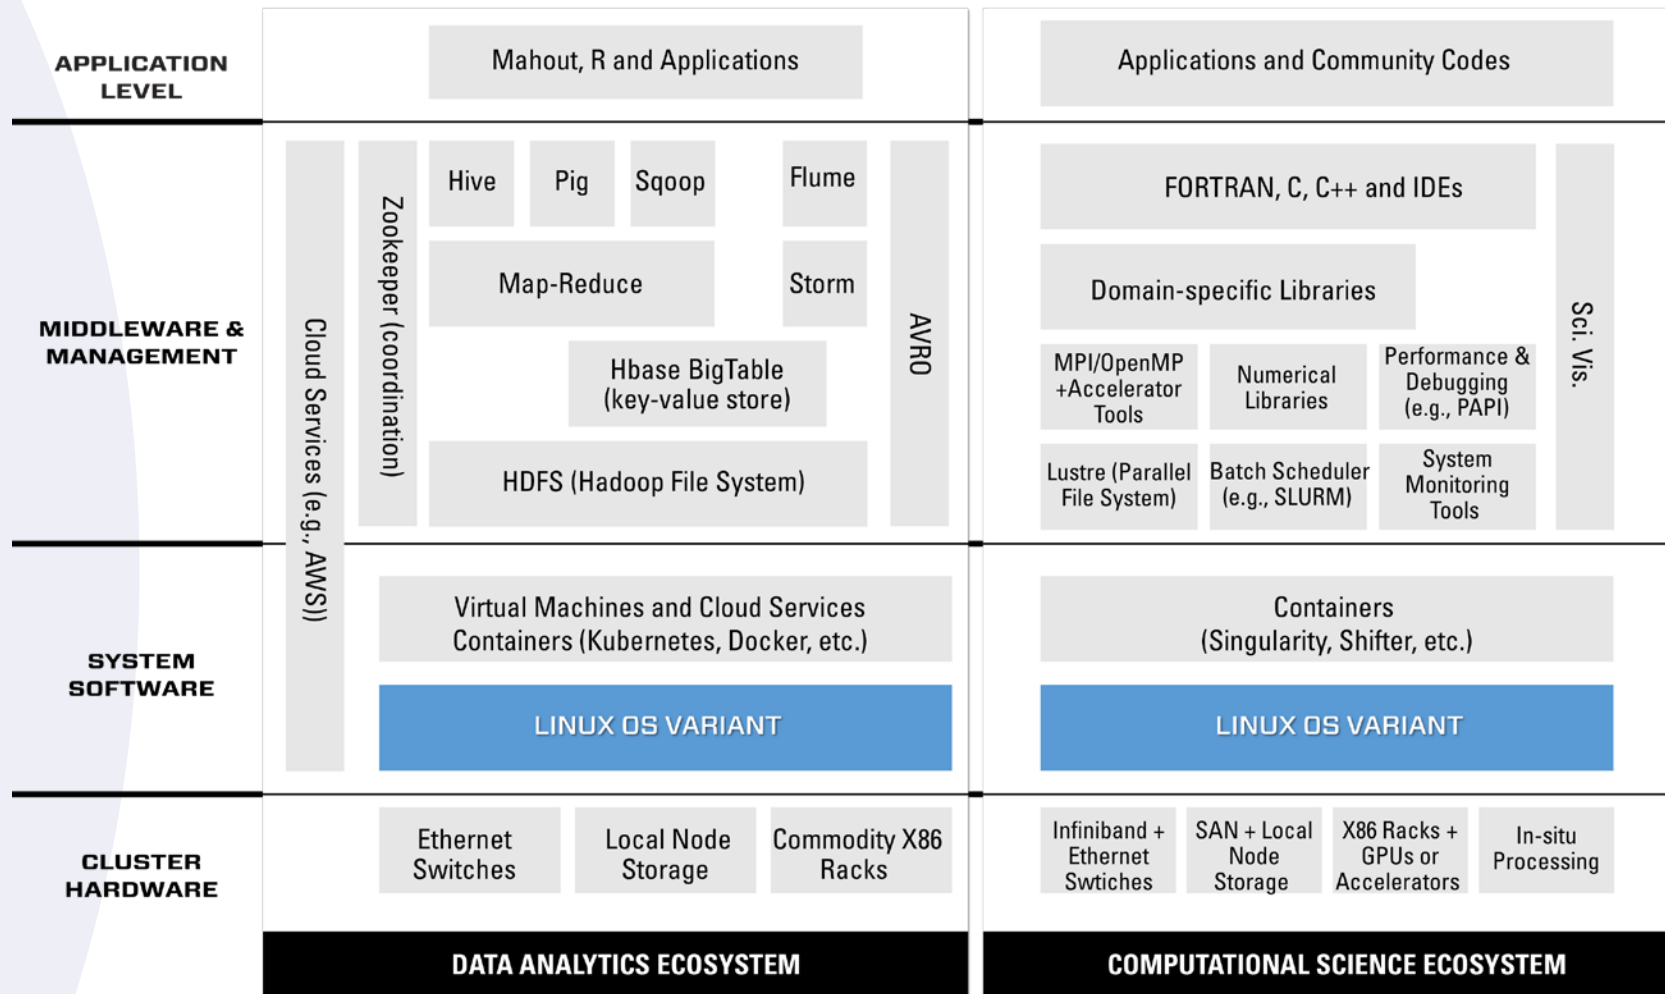 APPLICATION
LEVEL
Mahout, R and Applications
Applications and Community Codes
MIDDLEWARE &
MANAGEMENT
Cloud Services (e.g., AWS))
Zookeeper (coordination)
Hive
Pig
Sqoop
Flume
Map-Reduce
Storm
Hbase BigTable
(key-value store)
HDFS (Hadoop File System)
AVRO
FORTRAN, C, C++ and IDEs
Domain-specific Libraries
MPI/OpenMP
+Accelerator
Tools
Numerical
Libraries
Performance &
Debugging
(e.g., PAPI)
Lustre (Parallel
File System)
Batch Scheduler
(e.g., SLURM)
System
Monitoring
Tools
Sci. Vis.
SYSTEM
SOFTWARE
Virtual Machines and Cloud Services
Containers (Kubernetes, Docker, etc.)
LINUX OS VARIANT
Containers
(Singularity, Shifter, etc.)
LINUX OS VARIANT
CLUSTER
HARDWARE
Ethernet
Switches
Local Node
Storage
Commodity X86
Racks
Infiniband +
Ethernet
Swtiches
SAN + Local
Node
Storage
X86 Racks +
GPUs or
Accelerators
In-situ
Processing
DATA ANALYTICS ECOSYSTEM
COMPUTATIONAL SCIENCE ECOSYSTEM